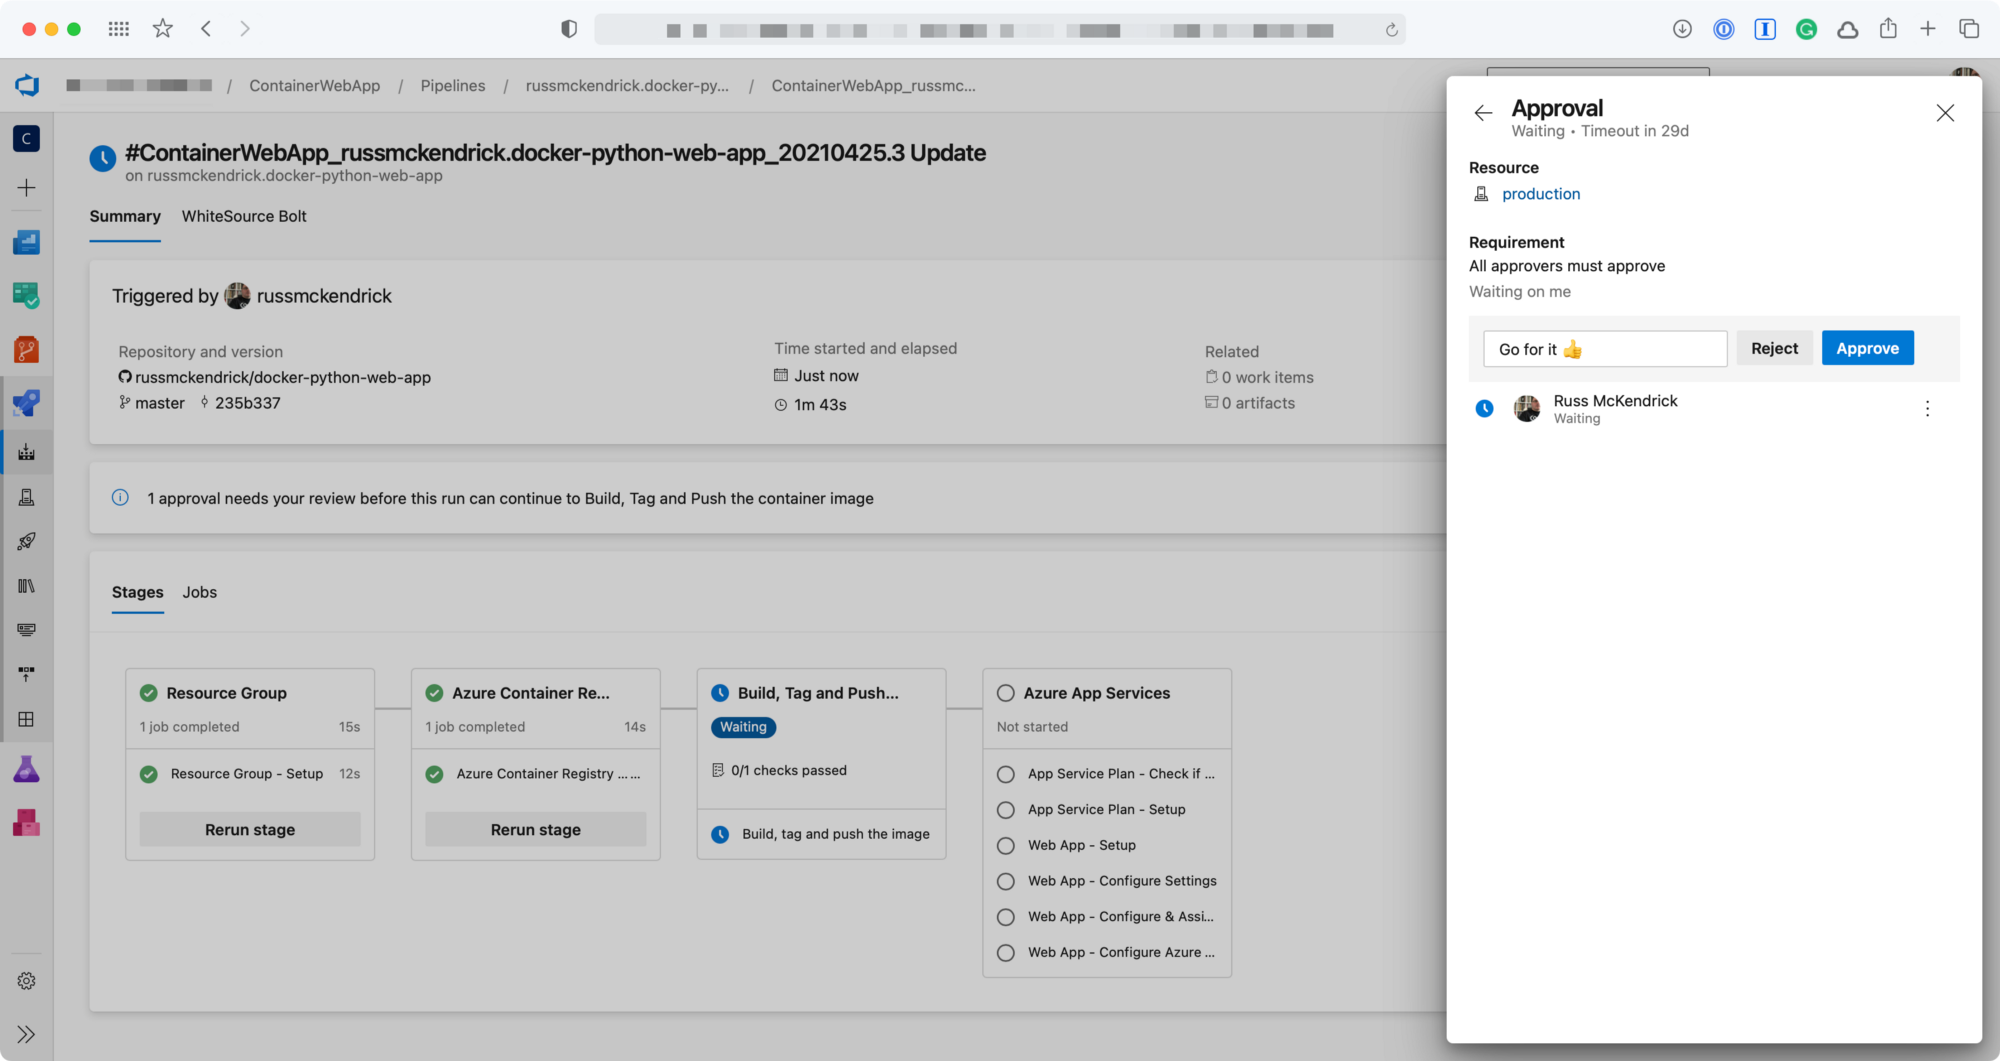 / ContainerWebApp / Pipelines / russmckendrick.docker-py... / ContainerWebApp_russmc...
C
#ContainerWebApp_russmckendrick.docker-python-web-app_20210425.3 Update
on russmckendrick.docker-python-web-app
Summary WhiteSource Bolt
Triggered by russmckendrick
Repository and version
russmckendrick/docker-python-web-app
master 235b337
Time started and elapsed
Just now
1m 43s
Related
0 work items
0 artifacts
1 approval needs your review before this run can continue to Build, Tag and Push the container image
Stages Jobs
Resource Group
1 job completed 15s
Resource Group - Setup 12s
Rerun stage
Azure Container Re...
1 job completed 14s
Azure Container Registry ... ...
Rerun stage
Build, Tag and Push...
Waiting
0/1 checks passed
Build, tag and push the image
Azure App Services
Not started
App Service Plan - Check if ...
App Service Plan - Setup
Web App - Setup
Web App - Configure Settings
Web App - Configure & Assi...
Web App - Configure Azure ...
Approval
Waiting • Timeout in 29d
Resource
production
Requirement
All approvers must approve
Waiting on me
Go for it 👍
Reject
Approve
Russ McKendrick
Waiting